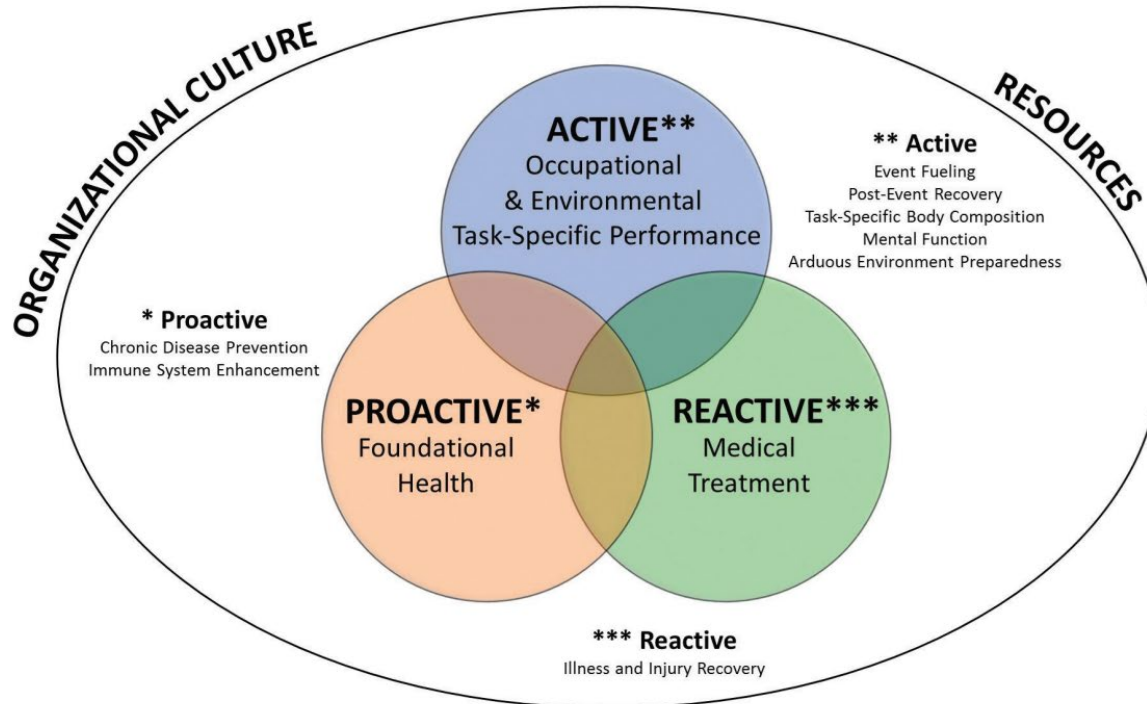 ORGANIZATIONAL CULTURE
RESOURCES
ACTIVE**
Occupational
& Environmental
Task-Specific Performance
** Active
Event Fueling
Post-Event Recovery
Task-Specific Body Composition
Mental Function
Arduous Environment Preparedness
* Proactive
Chronic Disease Prevention
Immune System Enhancement
PROACTIVE*
Foundational
Health
REACTIVE***
Medical
Treatment
*** Reactive
Illness and Injury Recovery